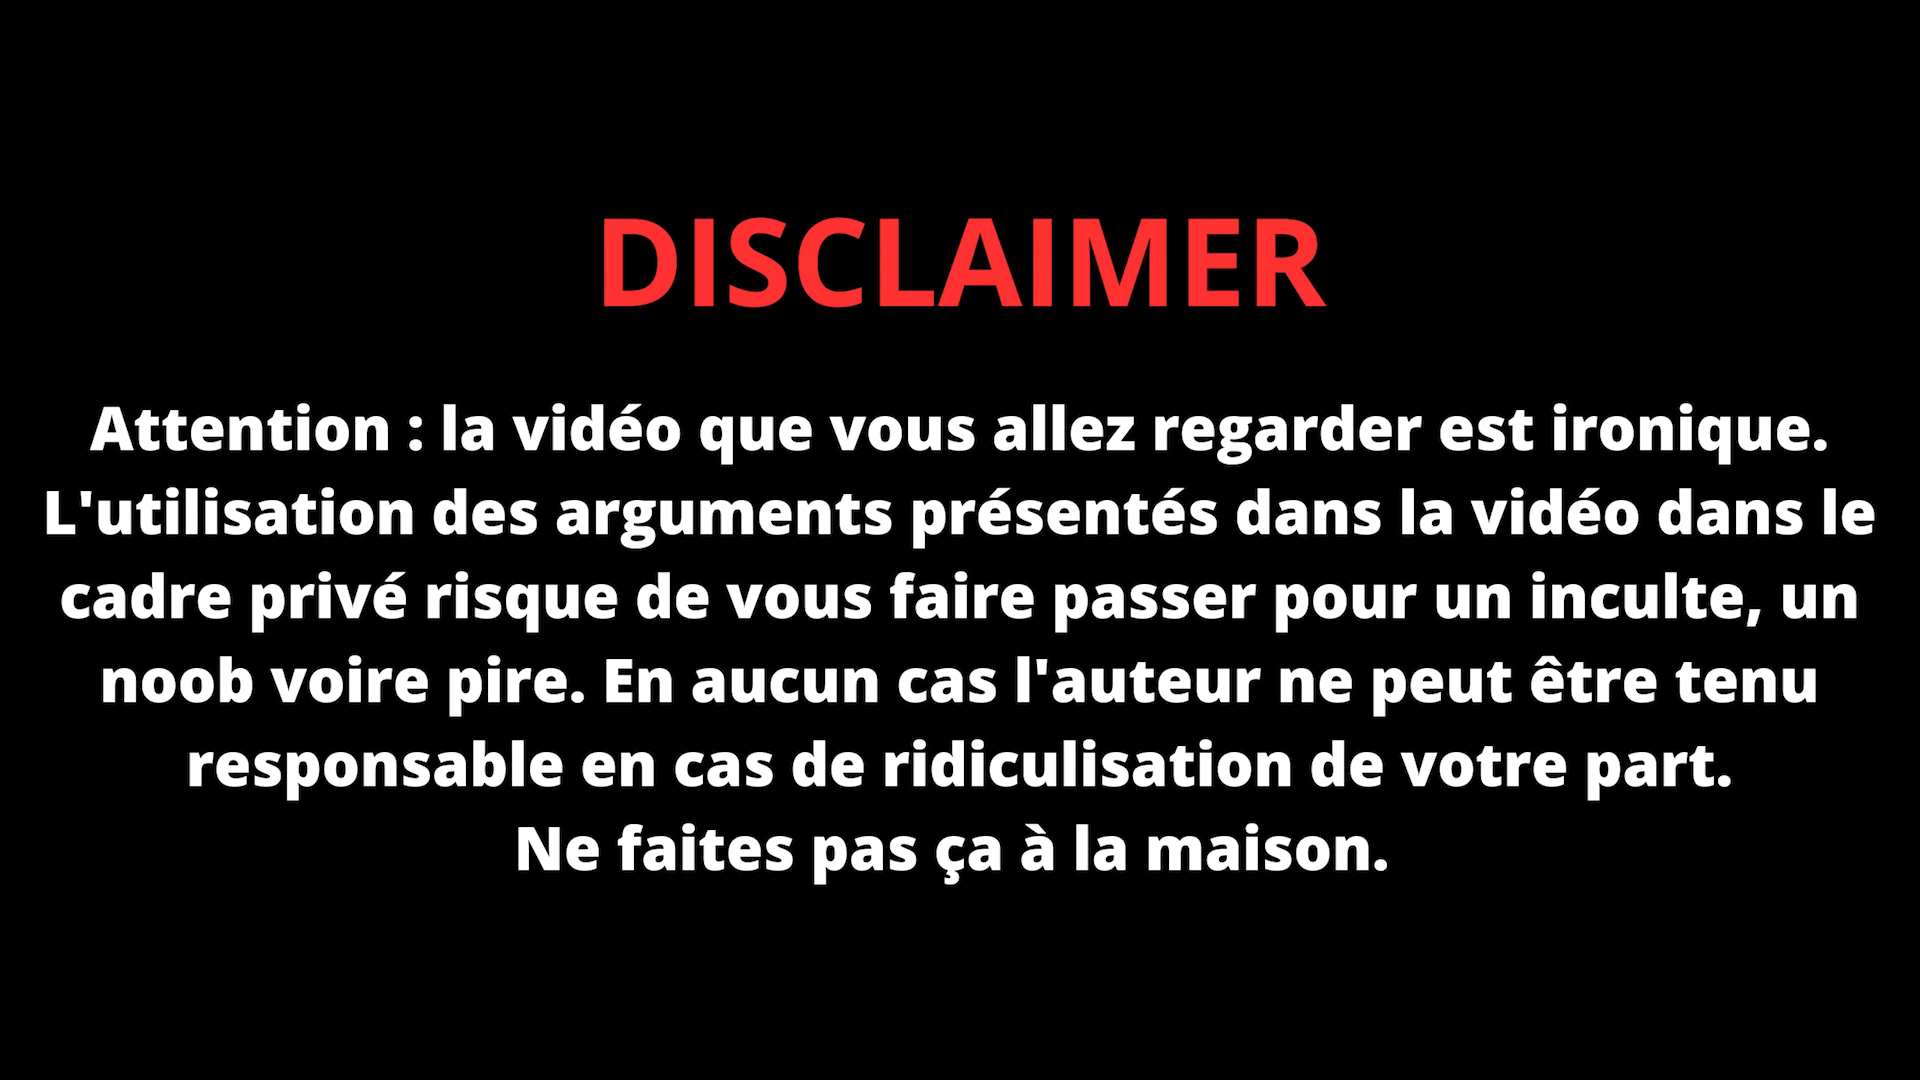 DISCLAIMER
Attention : la vidéo que vous allez regarder est ironique.
L'utilisation des arguments présentés dans la vidéo dans le
cadre privé risque de vous faire passer pour un inculte, un
noob voire pire. En aucun cas l'auteur ne peut être tenu
responsable en cas de ridiculisation de votre part.
Ne faites pas ça à la maison.